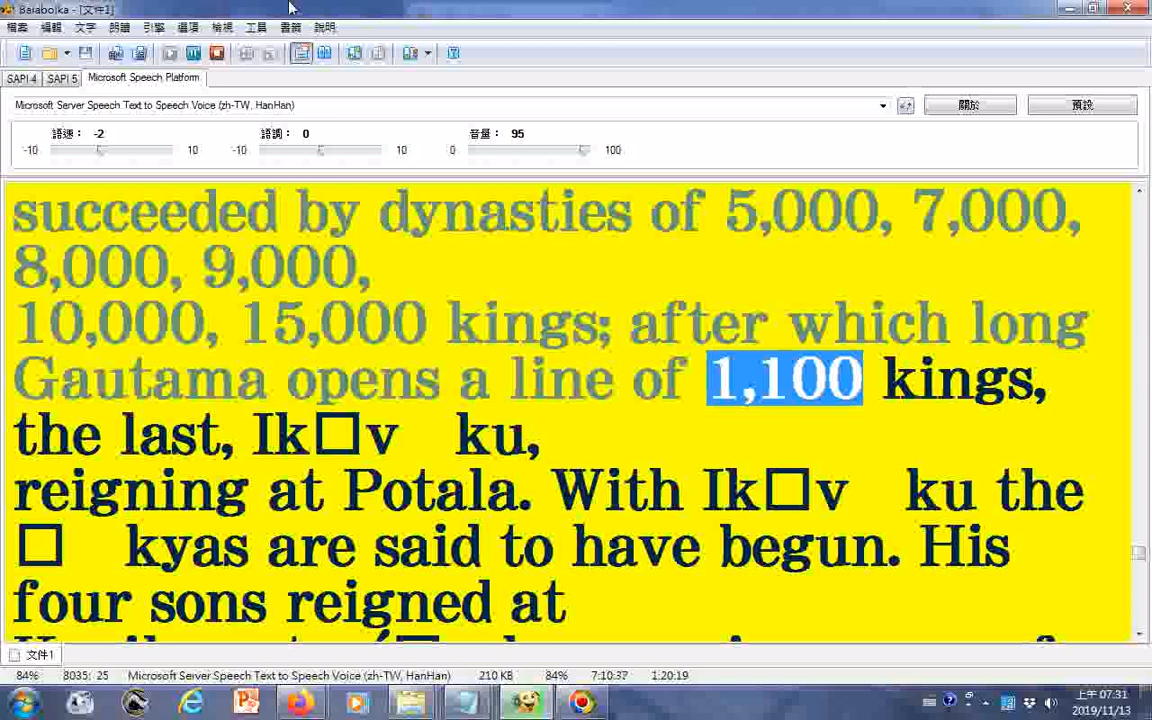 Balabolka - [文件1]
檔案 編輯 文字 朗讀 引擎 選項 檢視 工具 書籤 說明
SAPI 4 SAPI 5 Microsoft Speech Platform
Microsoft Server Speech Text to Speech Voice (zh-TW, HanHan) 關於 預設
語速： -2 語調： 0 音量： 95
-10 10 -10 10 0 100
succeeded by dynasties of 5,000, 7,000,
8,000, 9,000,
10,000, 15,000 kings; after which long
Gautama opens a line of 1,100 kings,
the last, Ik□v ku,
reigning at Potala. With Ik□v ku the
□ kyas are said to have begun. His
four sons reigned at
文件1
84% 8035: 25 Microsoft Server Speech Text to Speech Voice (zh-TW, HanHan) 210 KB 84% 7:10:37 1:20:19
上午 07:31
2019/11/13